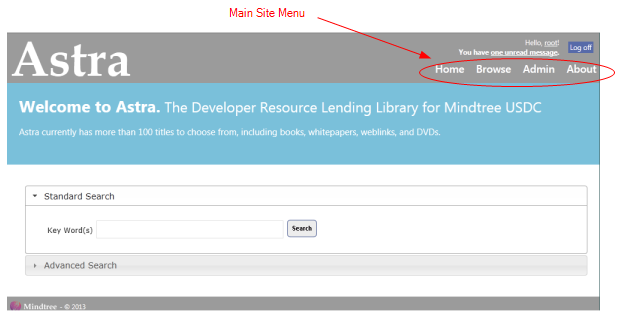 Main Site Menu
Astra
Hello, root!
You have one unread message.
Log off
Home Browse Admin About
Welcome to Astra. The Developer Resource Lending Library for Mindtree USDC
Astra currently has more than 100 titles to choose from, including books, whitepapers, weblinks, and DVDs.
Standard Search
Key Word(s)
Search
Advanced Search
Mindtree - © 2013